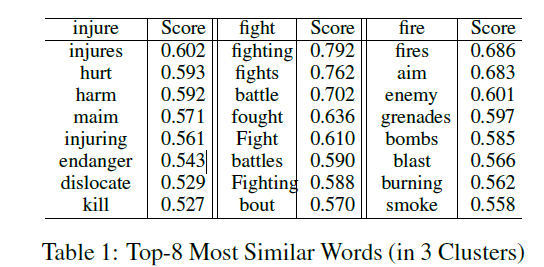 injure Score fight Score fire Score
injures 0.602 fighting 0.792 fires 0.686
hurt 0.593 fights 0.762 aim 0.683
harm 0.592 battle 0.702 enemy 0.601
maim 0.571 fought 0.636 grenades 0.597
injuring 0.561 Fight 0.610 bombs 0.585
endanger 0.543 battles 0.590 blast 0.566
dislocate 0.529 Fighting 0.588 burning 0.562
kill 0.527 bout 0.570 smoke 0.558
Table 1: Top-8 Most Similar Words (in 3 Clusters)